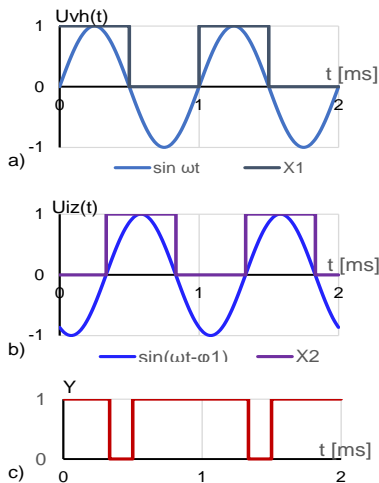 Uvh(t)
1
t [ms]
0
0
1
2
-1
a)
sin ωt
X1
Uiz(t)
1
t [ms]
0
0
1
2
-1
b)
sin(ωt-φ1)
X2
Y
1
t [ms]
0
c)
0
1
2